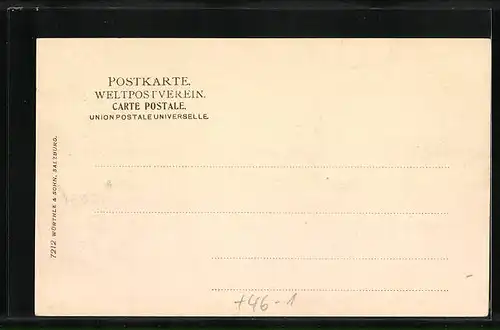 POSTKARTE.
WELTPOSTVEREIN.
CARTE POSTALE.
UNION POSTALE UNIVERSELLE.
7212 WÜRTHLE & SOHN, SALZBURG.
+46-1